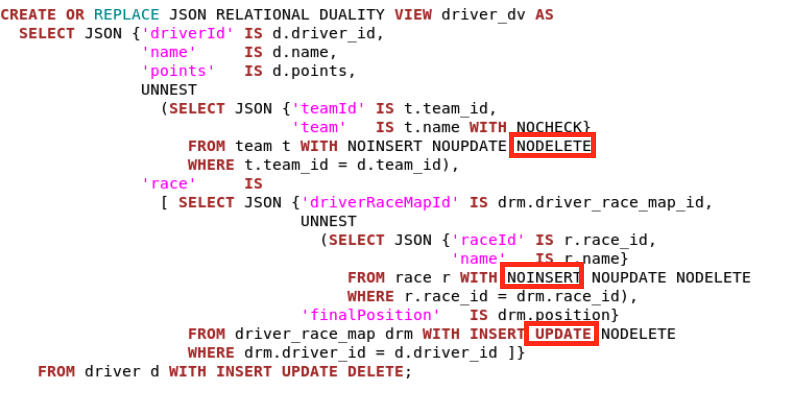 CREATE OR REPLACE JSON RELATIONAL DUALITY VIEW driver_dv AS
SELECT JSON {'driverId' IS d.driver_id,
'name' IS d.name,
'points' IS d.points,
UNNEST
(SELECT JSON {'teamId' IS t.team_id,
'team' IS t.name WITH NOCHECK}
FROM team t WITH NOINSERT NOUPDATE NODELETE
WHERE t.team_id = d.team_id),
'race' IS
[ SELECT JSON {'driverRaceMapId' IS drm.driver_race_map_id,
UNNEST
(SELECT JSON {'raceId' IS r.race_id,
'name' IS r.name}
FROM race r WITH NOINSERT NOUPDATE NODELETE
WHERE r.race_id = drm.race_id),
'finalPosition' IS drm.position}
FROM driver_race_map drm WITH INSERT UPDATE NODELETE
WHERE drm.driver_id = d.driver_id ]}
FROM driver d WITH INSERT UPDATE DELETE;